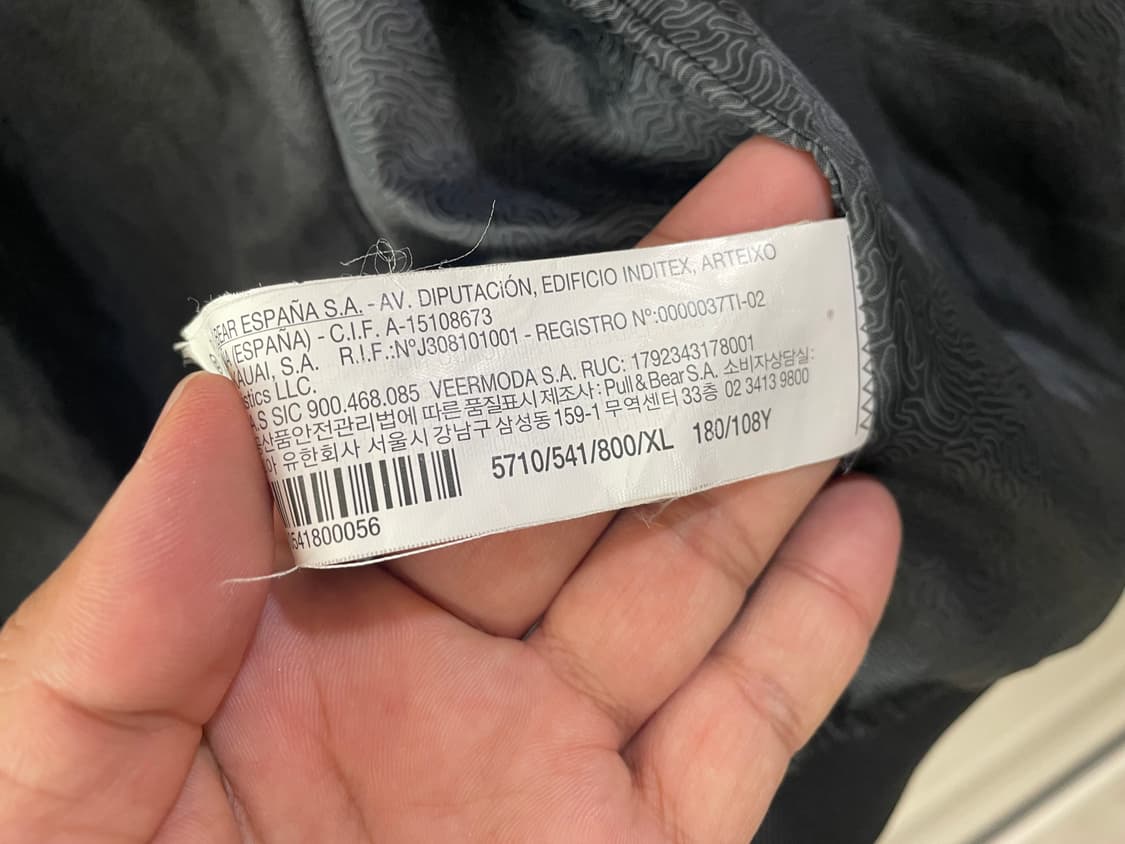 BEAR ESPAÑA S.A. - AV. DIPUTACIÓN, EDIFICIO INDITEX, ARTEIXO
(ESPAÑA) - C.I.F. A-15108673
S.A. R.I.F.:NºJ308101001 - REGISTRO Nº:0000037TI-02
LLC.
SIC 900.468.085 VEERMODA S.A. RUC: 1792343178001
안전관리법에 따른 품질표시 제조사 : Pull&Bear S.A. 소비자상담실:
유한회사 서울시 강남구 삼성동 159-1 무역센터 33층 02 3413 9800
5710/541/800/XL 180/108Y
541800056